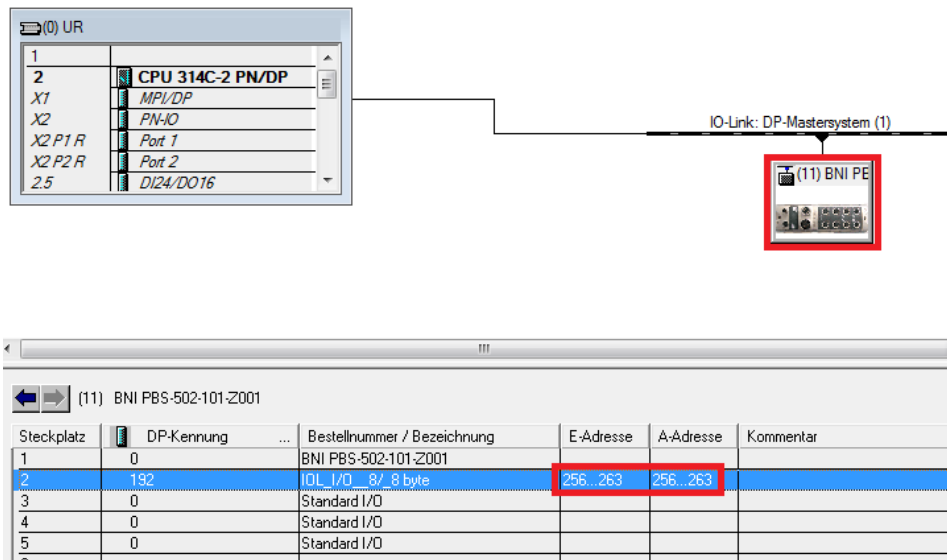 (0) UR
1
2 CPU 314C-2 PN/DP
X1 MPI/DP
X2 PN-IO
X2 P1 R Port 1
X2 P2 R Port 2
2.5 DI24/DO16
IO-Link: DP-Mastersystem (1)
(11) BNI PE
(11) BNI PBS-502-101-Z001
Steckplatz DP-Kennung ... Bestellnummer / Bezeichnung E-Adresse A-Adresse Kommentar
1 0 BNI PBS-502-101-Z001
2 192 IOL_I/O__8/_8 byte 256...263 256...263
3 0 Standard I/O
4 0 Standard I/O
5 0 Standard I/O